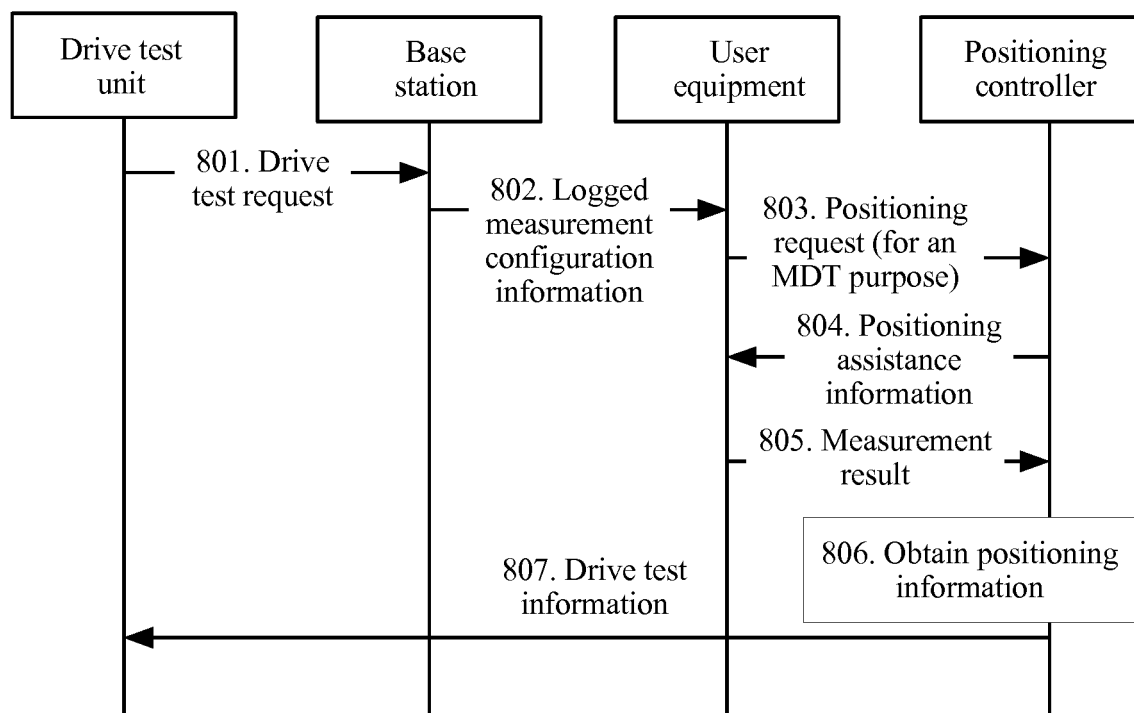 Drive test
unit
Base
station
User
equipment
Positioning
controller
801. Drive
test request
802. Logged
measurement
configuration
information
803. Positioning
request (for an
MDT purpose)
804. Positioning
assistance
information
805. Measurement
result
806. Obtain positioning
information
807. Drive test
information